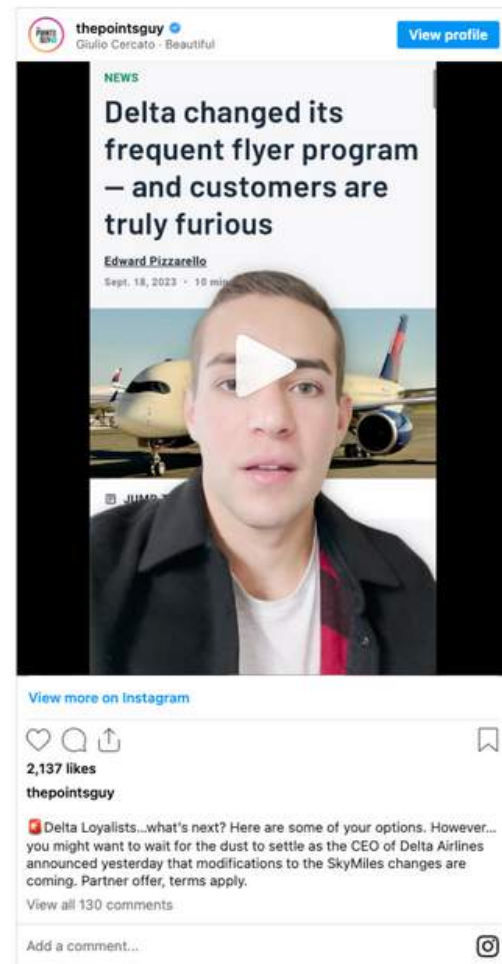 thepointsguy
Giulio Cercato · Beautiful
View profile
NEWS
Delta changed its
frequent flyer program
— and customers are
truly furious
Edward Pizzarello
Sept. 18, 2023 • 10 min
JUMP
View more on Instagram
2,137 likes
thepointsguy
🚨Delta Loyalists...what's next? Here are some of your options. However...
you might want to wait for the dust to settle as the CEO of Delta Airlines
announced yesterday that modifications to the SkyMiles changes are
coming. Partner offer, terms apply.
View all 130 comments
Add a comment...